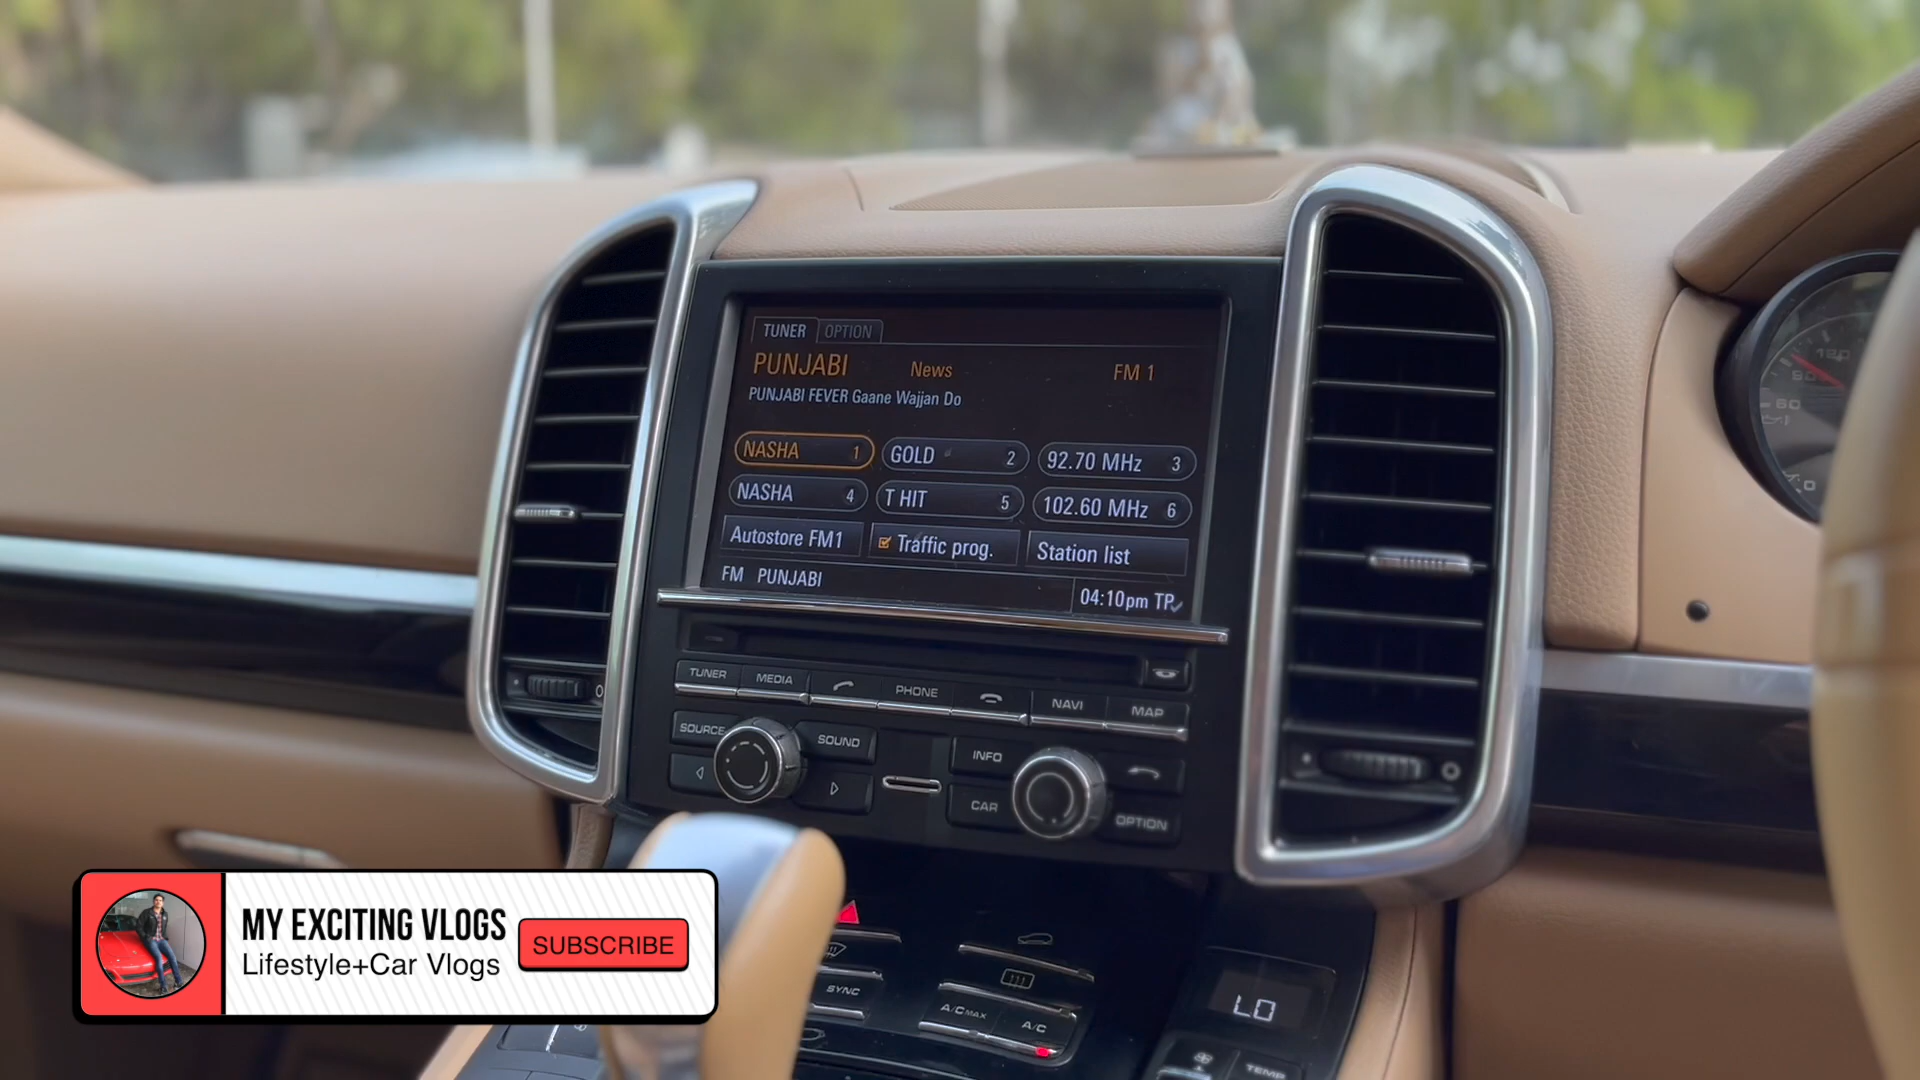 TUNER OPTION
PUNJABI News FM 1
PUNJABI FEVER Gaane Wajjan Do
NASHA 1 GOLD 2 92.70 MHz 3
NASHA 4 T HIT 5 102.60 MHz 6
Autostore FM1 Traffic prog. Station list
FM PUNJABI
04:10pm TP
TUNER MEDIA PHONE NAVI MAP
SOURCE SOUND INFO
CAR OPTION
120
60
MY EXCITING VLOGS
Lifestyle+Car Vlogs
SUBSCRIBE
SYNC
A/C MAX A/C
LO
TEMP